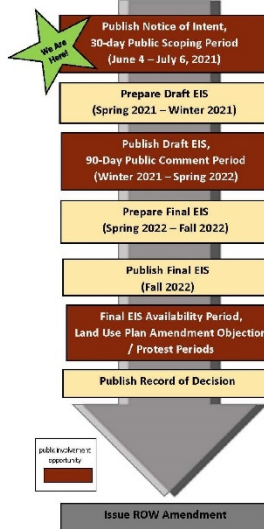 We Are
Here!
Publish Notice of Intent,
30-day Public Scoping Period
(June 4 – July 6, 2021)
Prepare Draft EIS
(Spring 2021 – Winter 2021)
Publish Draft EIS,
90-Day Public Comment Period
(Winter 2021 – Spring 2022)
Prepare Final EIS
(Spring 2022 – Fall 2022)
Publish Final EIS
(Fall 2022)
Final EIS Availability Period,
Land Use Plan Amendment Objection
/ Protest Periods
Publish Record of Decision
public involvement
opportunity
Issue ROW Amendment